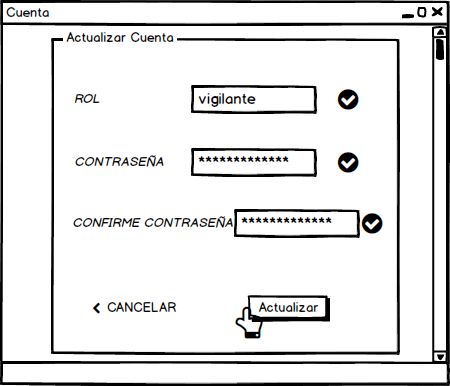 Cuenta
Actualizar Cuenta
ROL
vigilante
CONTRASEÑA
*************
CONFIRME CONTRASEÑA
*************
CANCELAR
Actualizar